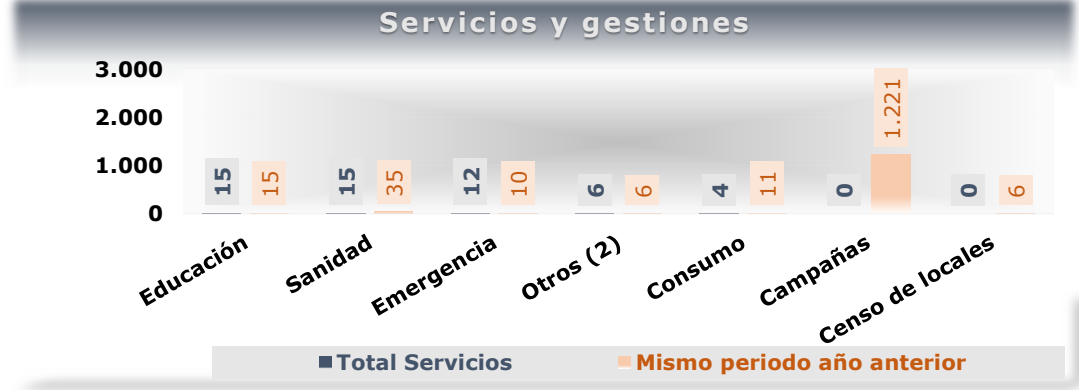 Servicios y gestiones
3.000
2.000
1.000
0
15
15
15
35
12
10
6
6
4
11
0
1.221
0
6
Educación
Sanidad
Emergencia
Otros (2)
Consumo
Campañas
Censo de locales
Total Servicios
Mismo periodo año anterior